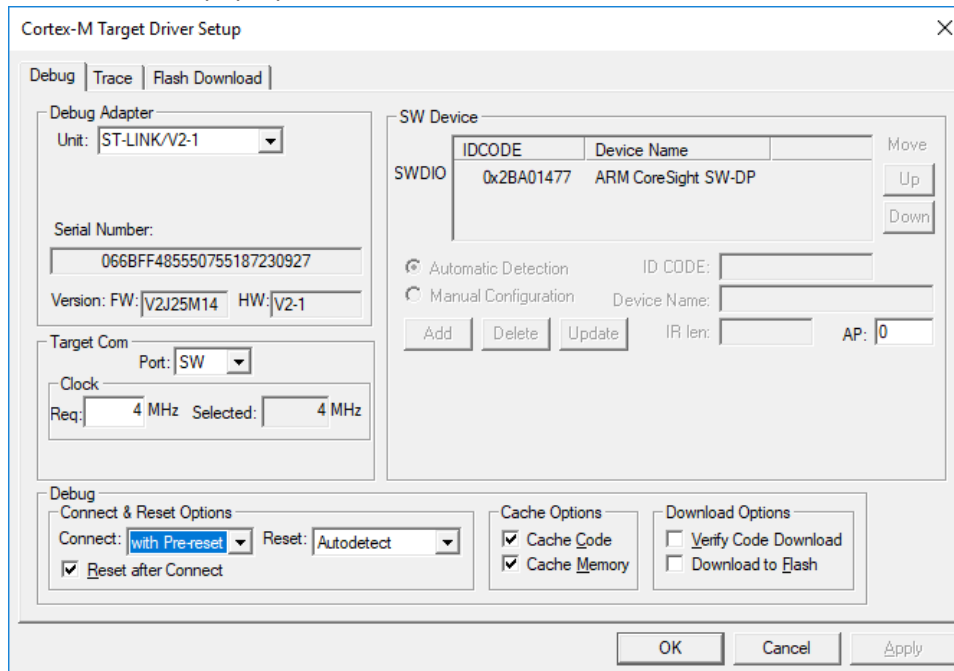 Cortex-M Target Driver Setup
Debug Trace Flash Download
Debug Adapter
Unit: ST-LINK/V2-1
Serial Number:
066BFF485550755187230927
Version: FW: V2J25M14 HW: V2-1
Target Com
Port: SW
Clock
Req: 4 MHz Selected: 4 MHz
SW Device
IDCODE Device Name
SWDIO 0x2BA01477 ARM CoreSight SW-DP
Move
Up
Down
Automatic Detection ID CODE:
Manual Configuration Device Name:
Add Delete Update IR len: AP: 0
Debug
Connect & Reset Options
Connect: with Pre-reset Reset: Autodetect
Reset after Connect
Cache Options
Cache Code
Cache Memory
Download Options
Verify Code Download
Download to Flash
OK Cancel Apply